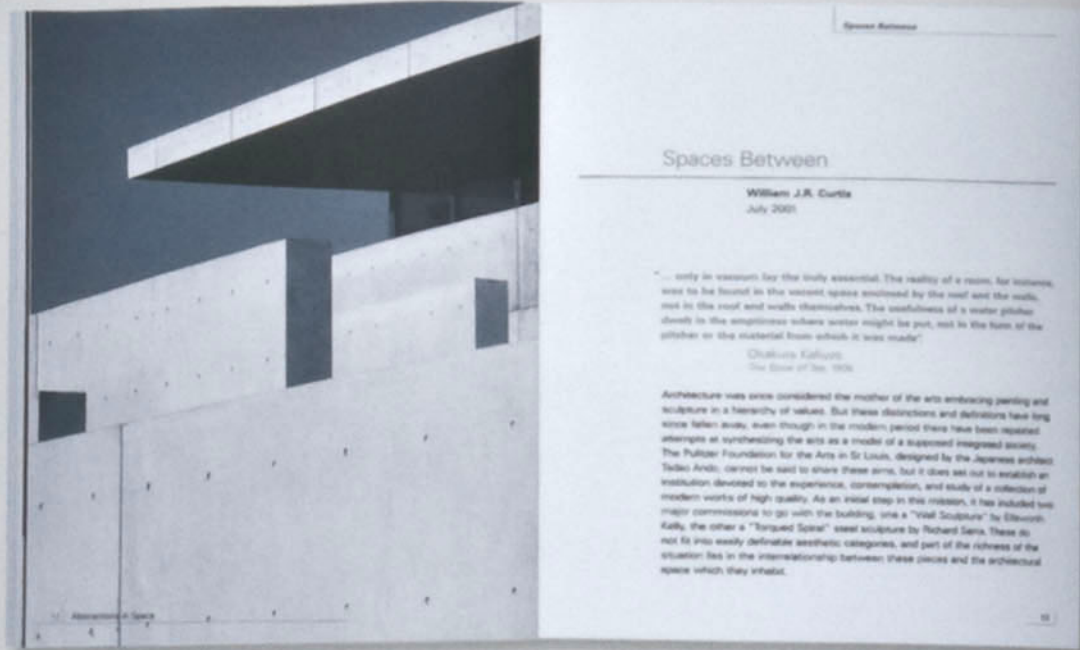 Abstractions in Space
Spaces Between
Spaces Between
William J.R. Curtis
July 2001
"... only in vacuum lay the truly essential. The reality of a room, for instance,
was to be found in the vacant space enclosed by the roof and the walls,
not in the roof and walls themselves. The usefulness of a water pitcher
dwelt in the emptiness where water might be put, not in the form of the
pitcher or the material from which it was made".
Okakura Kakuzo
The Book of Tea, 1906
Architecture was once considered the mother of the arts embracing painting and
sculpture in a hierarchy of values. But these distinctions and definitions have long
since fallen away, even though in the modern period there have been repeated
attempts at synthesizing the arts as a model of a supposed integrated society.
The Pulitzer Foundation for the Arts in St Louis, designed by the Japanese architect
Tadao Ando, cannot be said to share these aims, but it does set out to establish an
institution devoted to the experience, contemplation, and study of a collection of
modern works of high quality. As an initial step in this mission, it has included two
major commissions to go with the building, one a "Wall Sculpture" by Ellsworth
Kelly, the other a "Torqued Spiral" steel sculpture by Richard Serra. These do
not fit into easily definable aesthetic categories, and part of the richness of the
situation lies in the interrelationship between these pieces and the architectural
space which they inhabit.